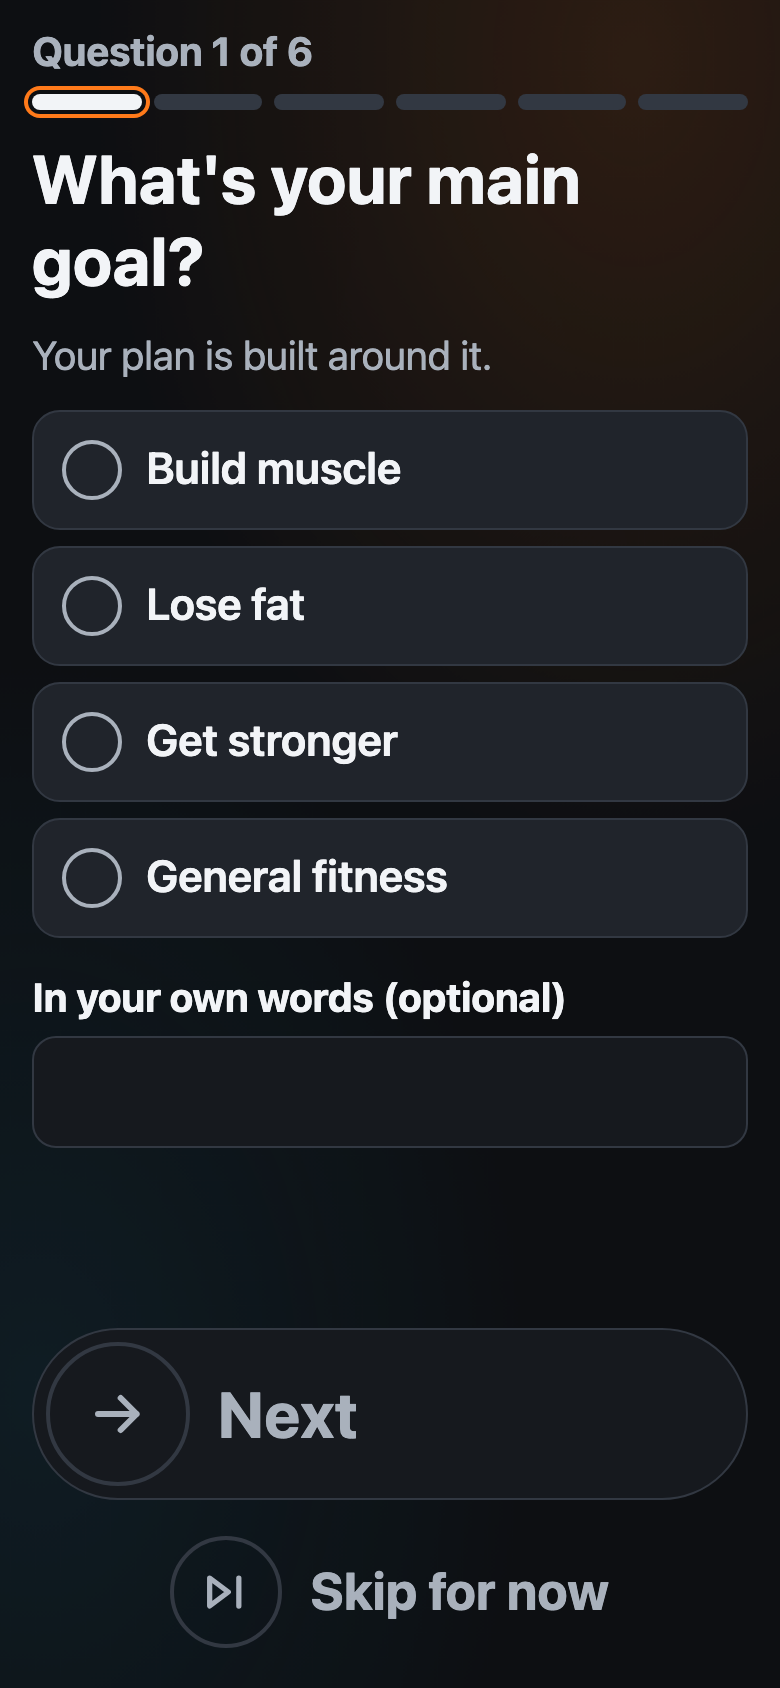 Question 1 of 6
What's your main
goal?
Your plan is built around it.
Build muscle
Lose fat
Get stronger
General fitness
In your own words (optional)
Next
Skip for now